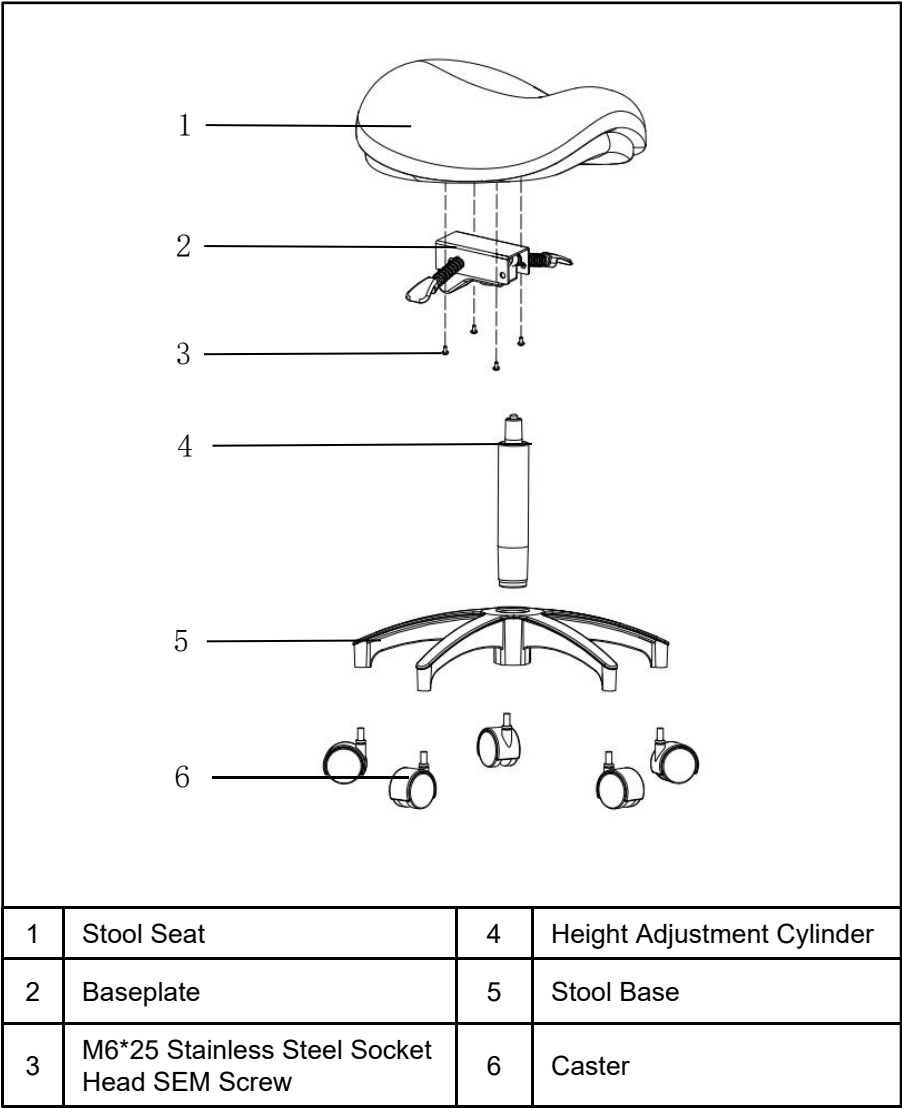 1
2
3
4
5
6
1 Stool Seat 4 Height Adjustment Cylinder
2 Baseplate 5 Stool Base
3 M6*25 Stainless Steel Socket
Head SEM Screw 6 Caster